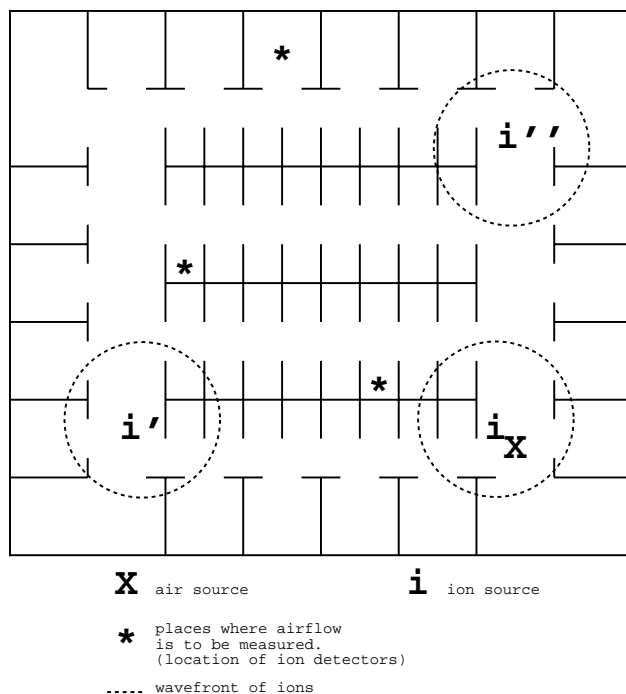 *
i’’
*
*
i’
i
X
X air source
i ion source
* places where airflow
is to be measured.
(location of ion detectors)
wavefront of ions